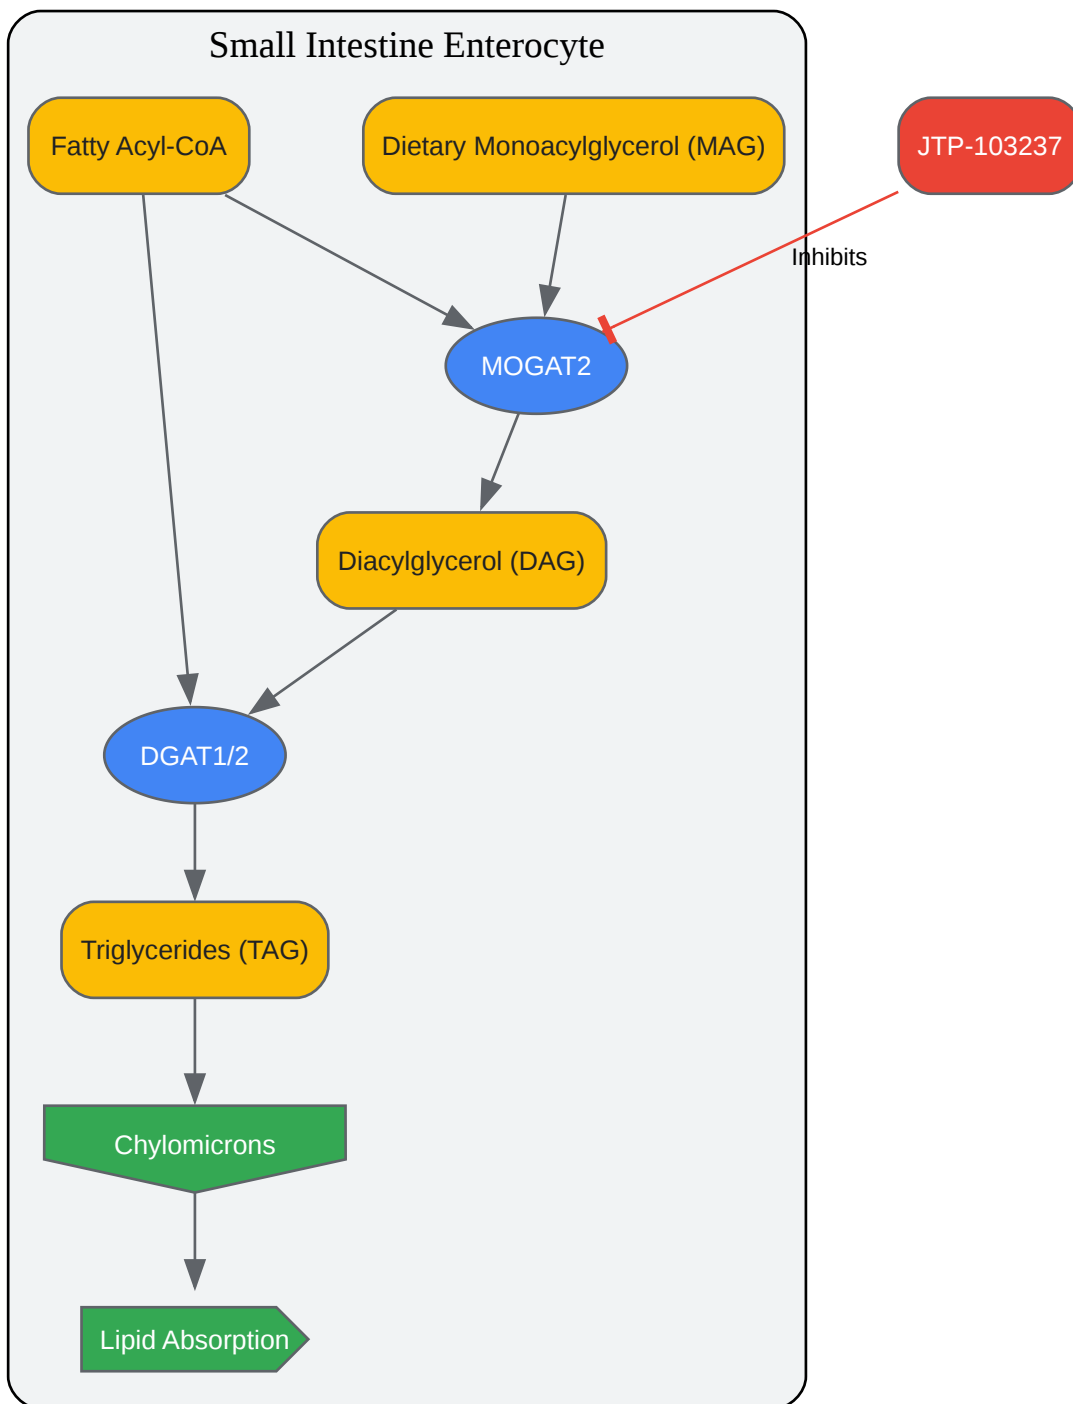 Small Intestine Enterocyte
Fatty Acyl-CoA
Dietary Monoacylglycerol (MAG)
JTP-103237
Inhibits
MOGAT2
Diacylglycerol (DAG)
DGAT1/2
Triglycerides (TAG)
Chylomicrons
Lipid Absorption